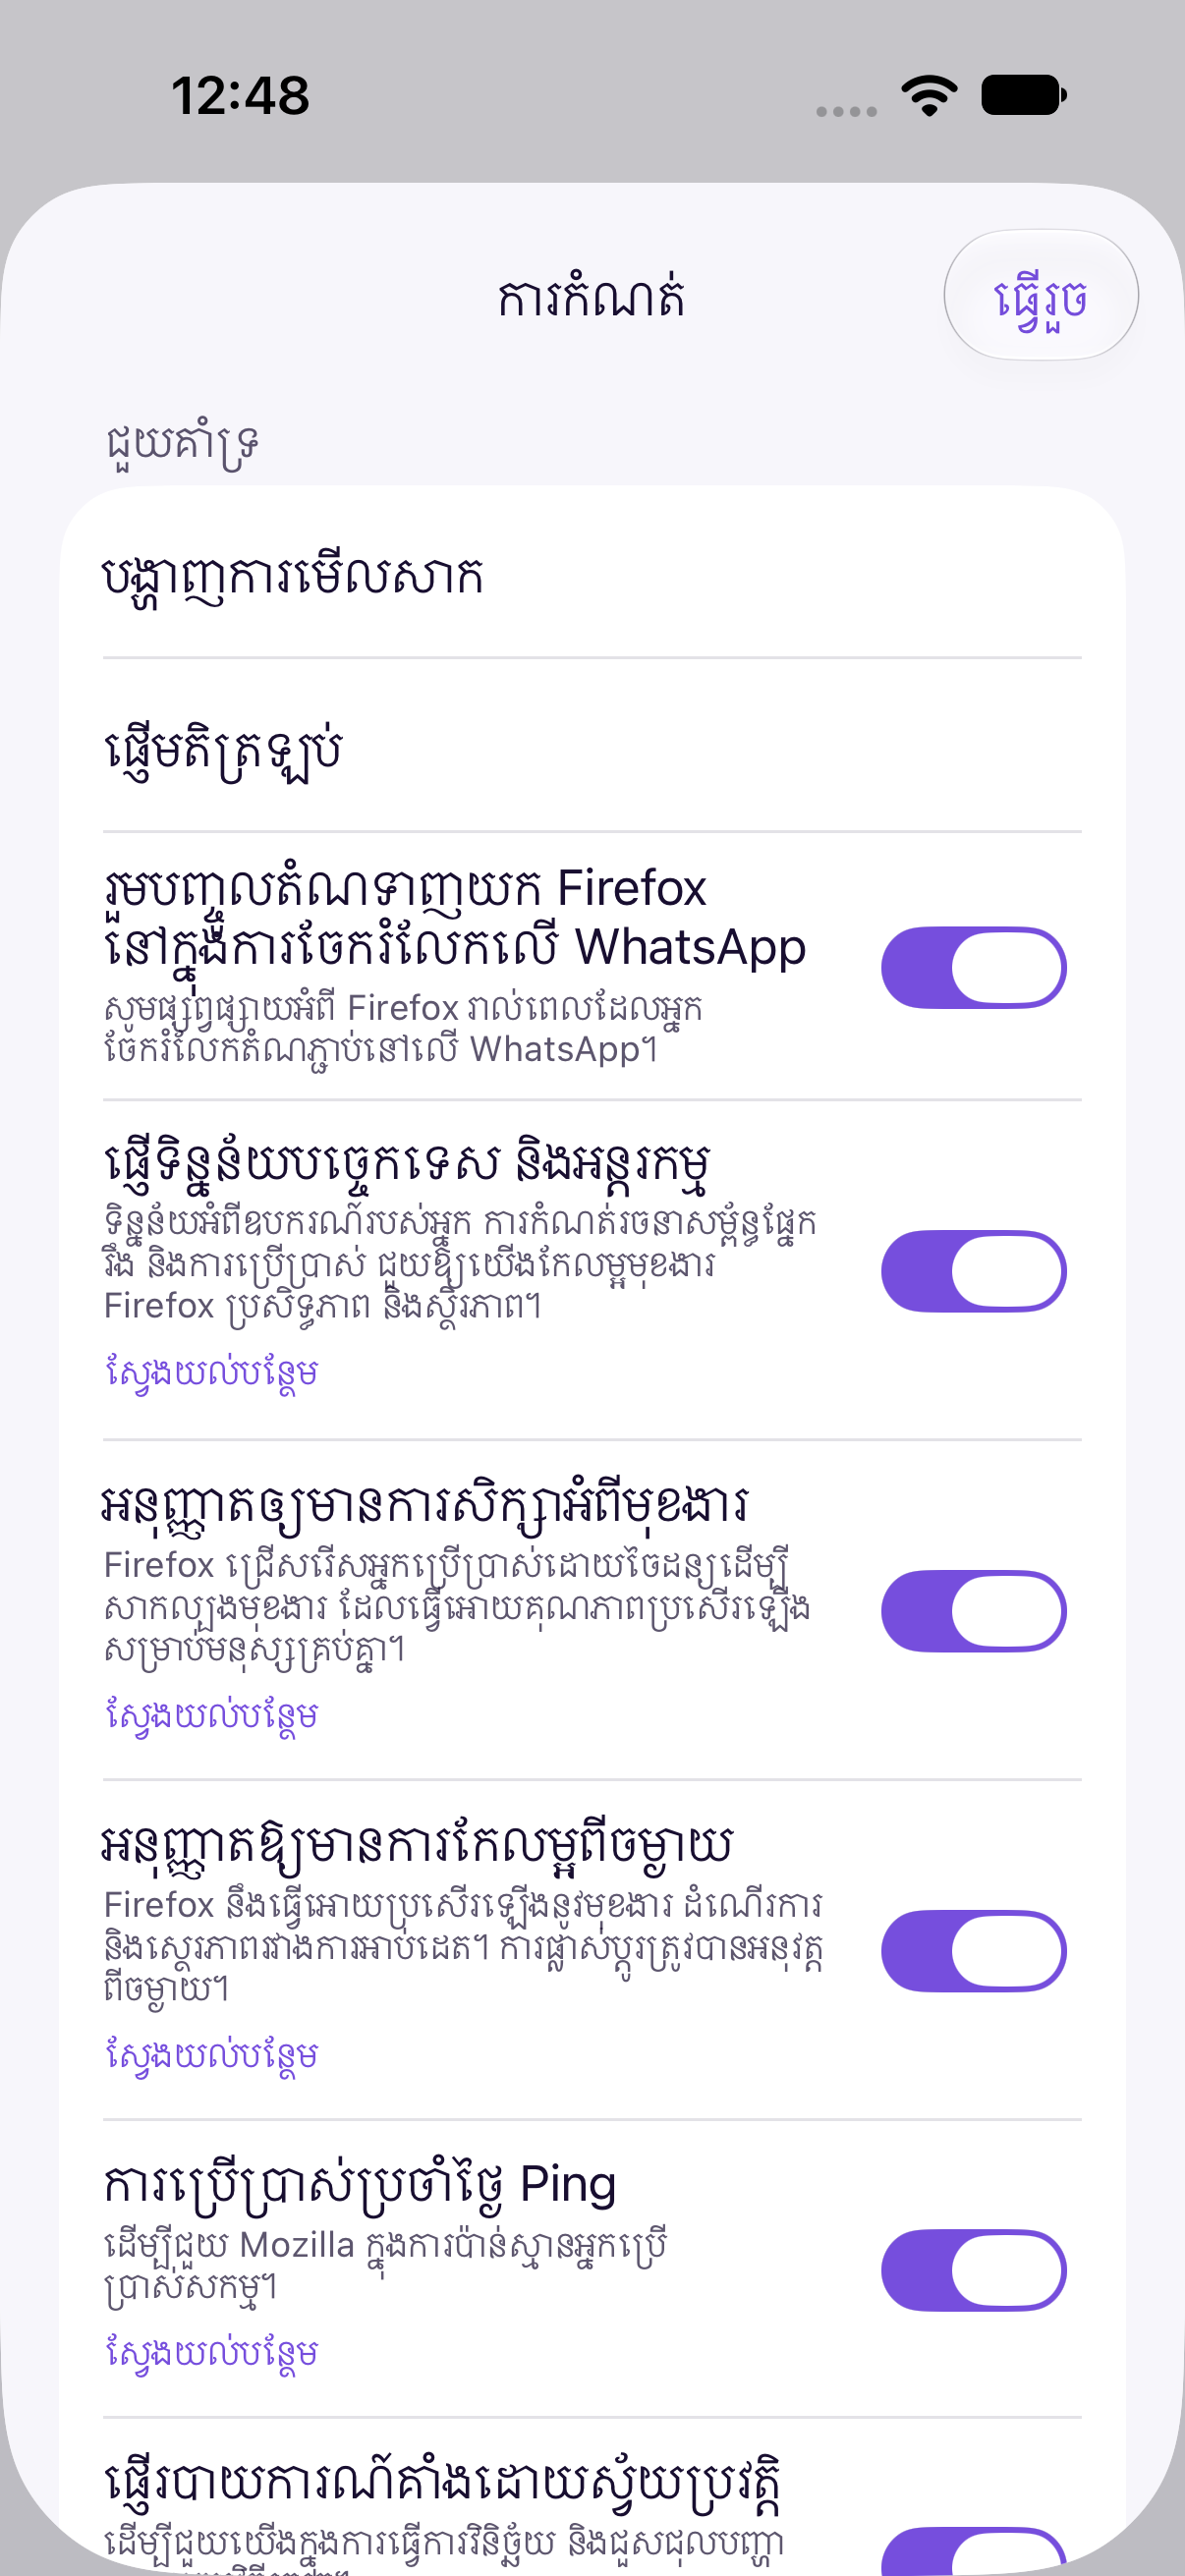 12:48
ការកំណត់
ធ្វើរួច
ជួយគាំទ្រ
បង្ហាញការមើលសាក
ផ្ញើមតិត្រឡប់
រួមបញ្ចូលតំណទាញយក Firefox
នៅក្នុងការចែករំលែកលើ WhatsApp
សូមផ្សព្វផ្សាយអំពី Firefox រាល់ពេលដែលអ្នក
ចែករំលែកតំណភ្ជាប់នៅលើ WhatsApp។
ផ្ញើទិន្នន័យបច្ចេកទេស និងអន្តរកម្ម
ទិន្នន័យអំពីឧបករណ៍របស់អ្នក ការកំណត់រចនាសម្ព័ន្ធផ្នែក
រឹង និងការប្រើប្រាស់ ជួយឱ្យយើងកែលម្អមុខងារ
Firefox ប្រសិទ្ធភាព និងស្ថិរភាព។
ស្វែងយល់បន្ថែម
អនុញ្ញាតឲ្យមានការសិក្សាអំពីមុខងារ
Firefox ជ្រើសរើសអ្នកប្រើប្រាស់ដោយចៃដន្យដើម្បី
សាកល្បងមុខងារ ដែលធ្វើអោយគុណភាពប្រសើរឡើង
សម្រាប់មនុស្សគ្រប់គ្នា។
ស្វែងយល់បន្ថែម
អនុញ្ញាតឱ្យមានការកែលម្អពីចម្ងាយ
Firefox នឹងធ្វើអោយប្រសើរឡើងនូវមុខងារ ដំណើរការ
និងស្ថេរភាពរវាងការអាប់ដេត។ ការផ្លាស់ប្តូរត្រូវបានអនុវត្ត
ពីចម្ងាយ។
ស្វែងយល់បន្ថែម
ការប្រើប្រាស់ប្រចាំថ្ងៃ Ping
ដើម្បីជួយ Mozilla ក្នុងការប៉ាន់ស្មានអ្នកប្រើ
ប្រាស់សកម្ម។
ស្វែងយល់បន្ថែម
ផ្ញើរបាយការណ៍គាំងដោយស្វ័យប្រវត្តិ
ដើម្បីជួយយើងក្នុងការធ្វើការវិនិច្ឆ័យ និងជួសជុលបញ្ហា